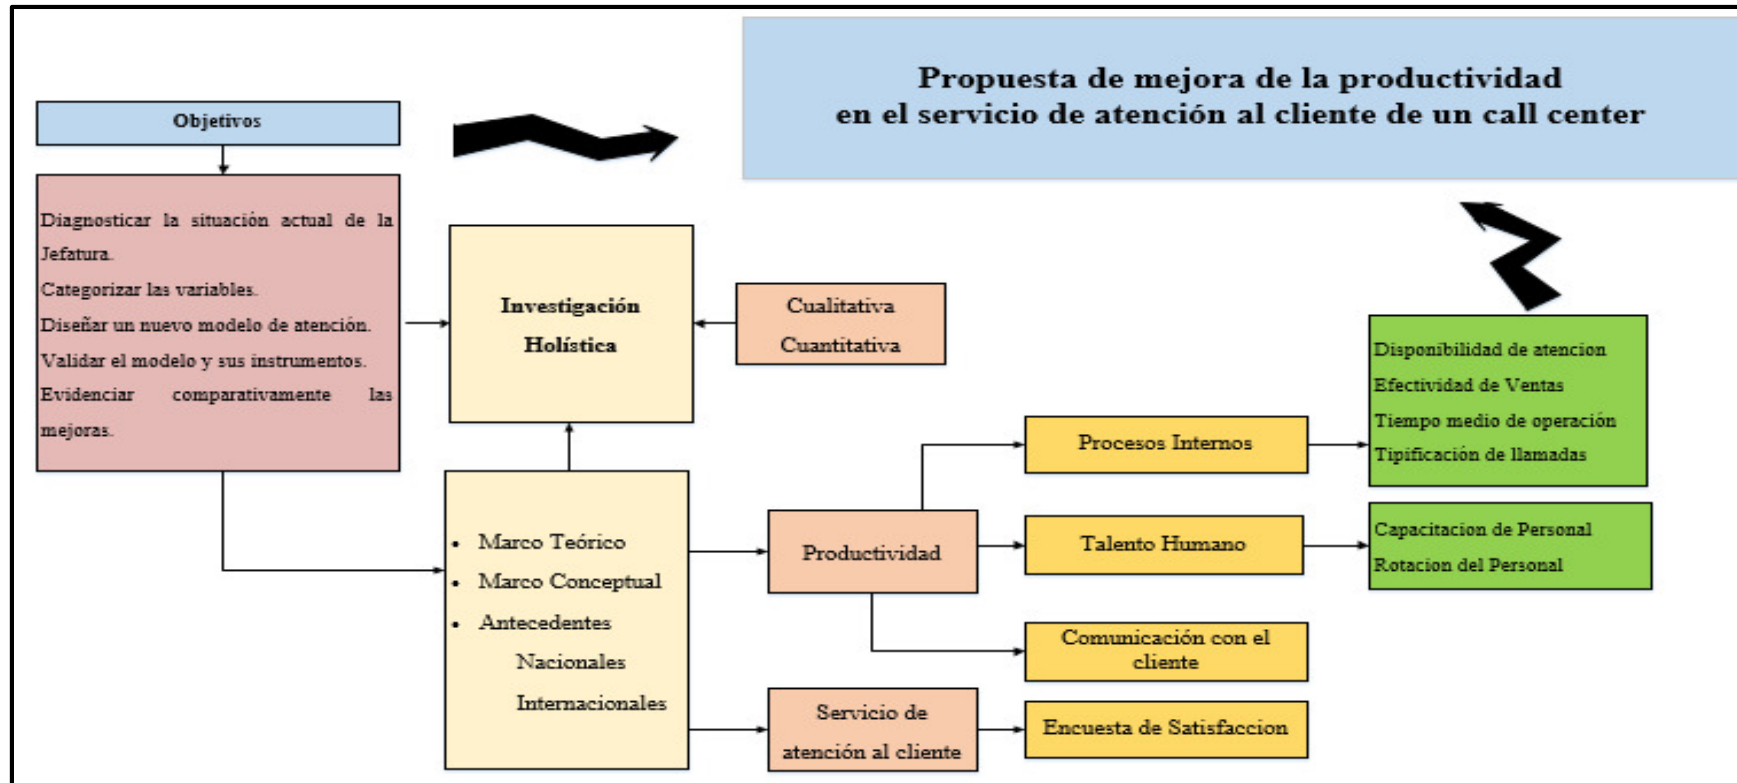 Propuesta de mejora de la productividad
en el servicio de atención al cliente de un call center
Objetivos
Diagnosticar la situación actual de la
Jefatura.
Categorizar las variables.
Diseñar un nuevo modelo de atención.
Validar el modelo y sus instrumentos.
Evidenciar comparativamente las
mejoras.
Investigación
Holística
Cualitativa
Cuantitativa
• Marco Teórico
• Marco Conceptual
• Antecedentes
Nacionales
Internacionales
Productividad
Servicio de
atención al cliente
Procesos Internos
Talento Humano
Comunicación con el
cliente
Encuesta de Satisfaccion
Disponibilidad de atencion
Efectividad de Ventas
Tiempo medio de operación
Tipificación de llamadas
Capacitacion de Personal
Rotacion del Personal